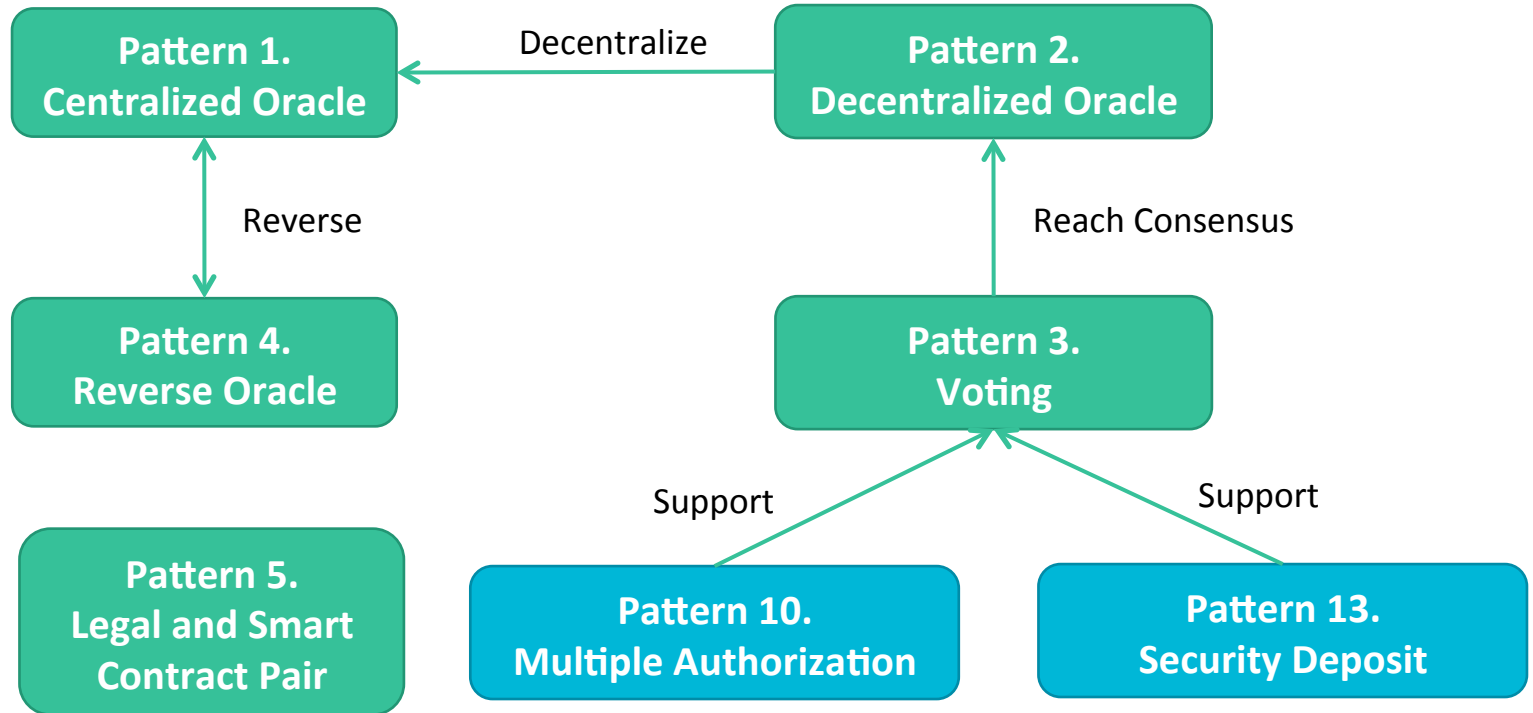 Pattern 1.
Centralized Oracle
Decentralize
Pattern 2.
Decentralized Oracle
Reverse
Reach Consensus
Pattern 4.
Reverse Oracle
Pattern 3.
Voting
Support
Support
Pattern 5.
Legal and Smart
Contract Pair
Pattern 10.
Multiple Authorization
Pattern 13.
Security Deposit